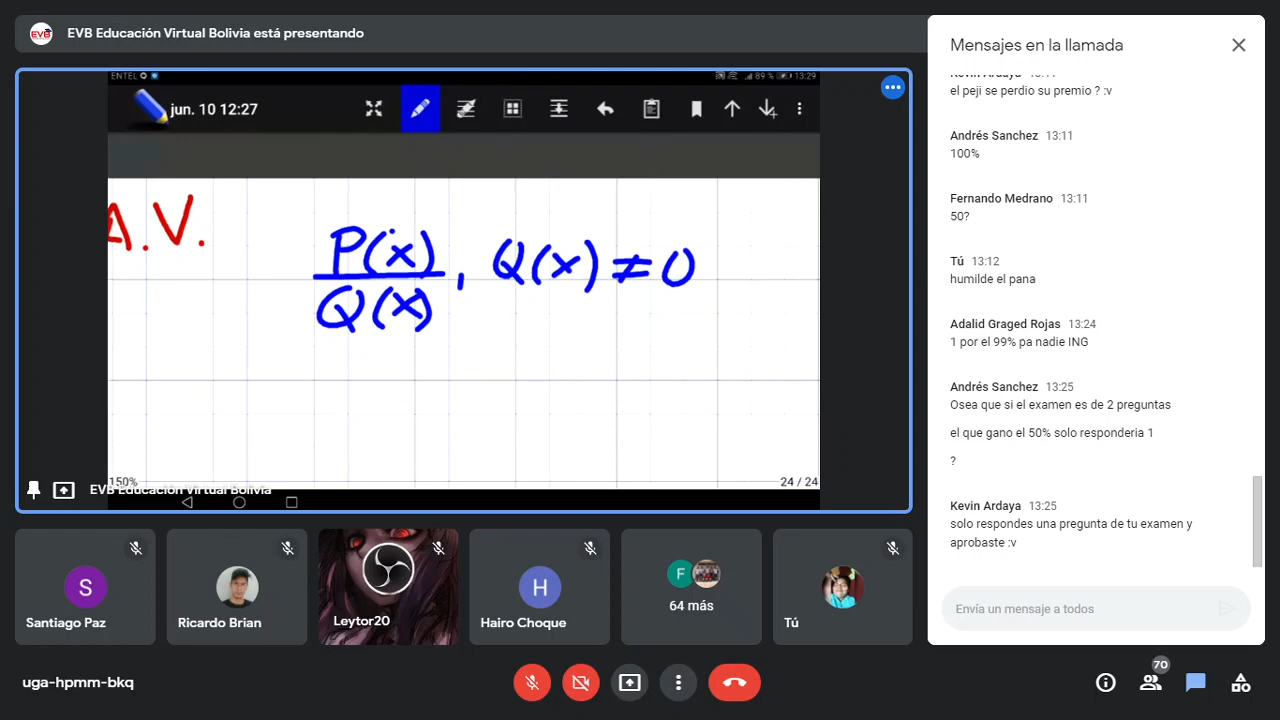 EVB Educación Virtual Bolivia está presentando
ENTEL
89 % 13:29
jun. 10 12:27
A.V.
P(x)
Q(x)
, Q(x) ≠ 0
150%
24 / 24
EVB Educación Virtual Bolivia
S
Santiago Paz
Ricardo Brian
Leytor20
H
Hairo Choque
F
64 más
Tú
uga-hpmm-bkq
70
Mensajes en la llamada
Kevin Ardaya 13:11
el peji se perdio su premio ? :v
Andrés Sanchez 13:11
100%
Fernando Medrano 13:11
50?
Tú 13:12
humilde el pana
Adalid Graged Rojas 13:24
1 por el 99% pa nadie ING
Andrés Sanchez 13:25
Osea que si el examen es de 2 preguntas
el que gano el 50% solo responderia 1
?
Kevin Ardaya 13:25
solo respondes una pregunta de tu examen y
aprobaste :v
Envía un mensaje a todos